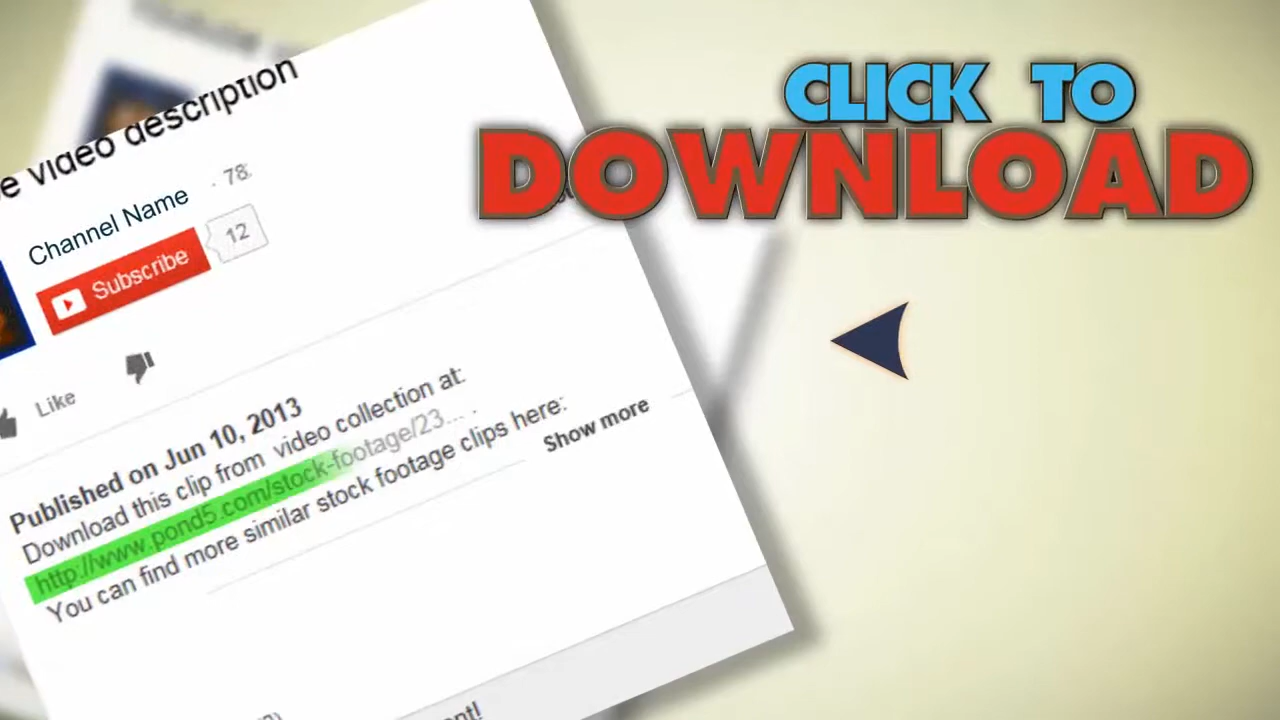 CLICK TO
DOWNLOAD
e video description
Channel Name
Subscribe
12
Like
Published on Jun 10, 2013
Download this clip from video collection at:
http://www.pond5.com/stock-footage/23...
You can find more similar stock footage clips here:
Show more